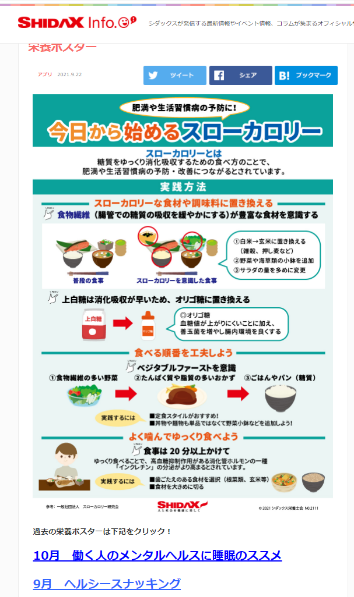 SHIDAX Info.
シダックスが発信する最新情報やイベント情報、コラムが集まるオフィシャル
栄養ポスター
アプリ 2021.9.22
ツイート
シェア
B! ブックマーク
肥満や生活習慣病の予防に!
今日から始めるスローカロリー
スローカロリーとは
糖質をゆっくり消化吸収するための食べ方のことで、
肥満や生活習慣病の予防・改善につながるとされています。
実践方法
スローカロリーな食材や調味料に置き換える
食物繊維(腸管での糖質の吸収を緩やかにする)が豊富な食材を意識する
①白米→玄米に置き換える
(雑穀、押し麦など)
②野菜や海草類の小鉢を追加
③サラダの量を多めに変更
普段の食事
スローカロリーを意識した食事
上白糖は消化吸収が早いため、オリゴ糖に置き換える
上白糖
◎オリゴ糖
血糖値が上がりにくいことに加え、
善玉菌を増やし腸内環境を良くする
食べる順番を工夫しよう
ベジタブルファーストを意識
①食物繊維の多い野菜
②たんぱく質や脂質の多いおかず
③ごはんやパン(糖質)
実践するには
■定食スタイルがおすすめ!
■丼物や麺物も単品ではなくて野菜小鉢などを追加しよう!
よく噛んでゆっくり食べよう
食事は20分以上かけて
ゆっくり食べることで、高血糖抑制作用がある消化管ホルモンの一種
「インクレチン」の分泌がより高まるとされています。
実践するには
■歯ごたえのある食材を選択(根菜類、玄米等)
■食材を大きめに切る
参考:一般社団法人 スローカロリー研究会
SHIDAX
©2021 シダックス栄養士会 NO.2111
過去の栄養ポスターは下記をクリック!
10月 働く人のメンタルヘルスに睡眠のススメ
9月 ヘルシースナッキング